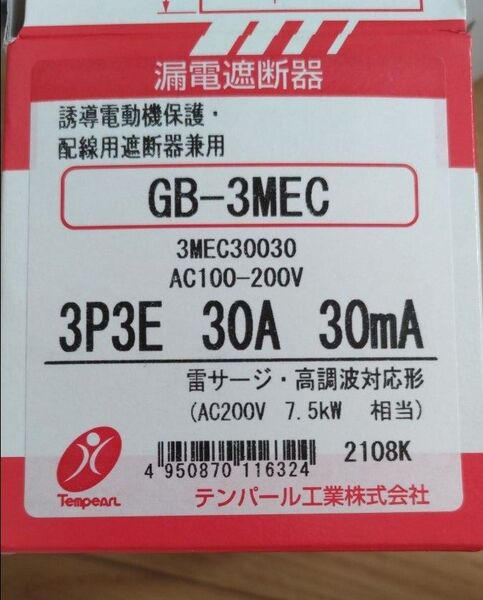 漏電遮断器
誘導電動機保護・
配線用遮断器兼用
GB-3MEC
3MEC30030
AC100-200V
3P3E 30A 30mA
雷サージ・高調波対応形
(AC200V 7.5kW 相当)
4 950870 116324
2108K
Tempearl
テンパール工業株式会社